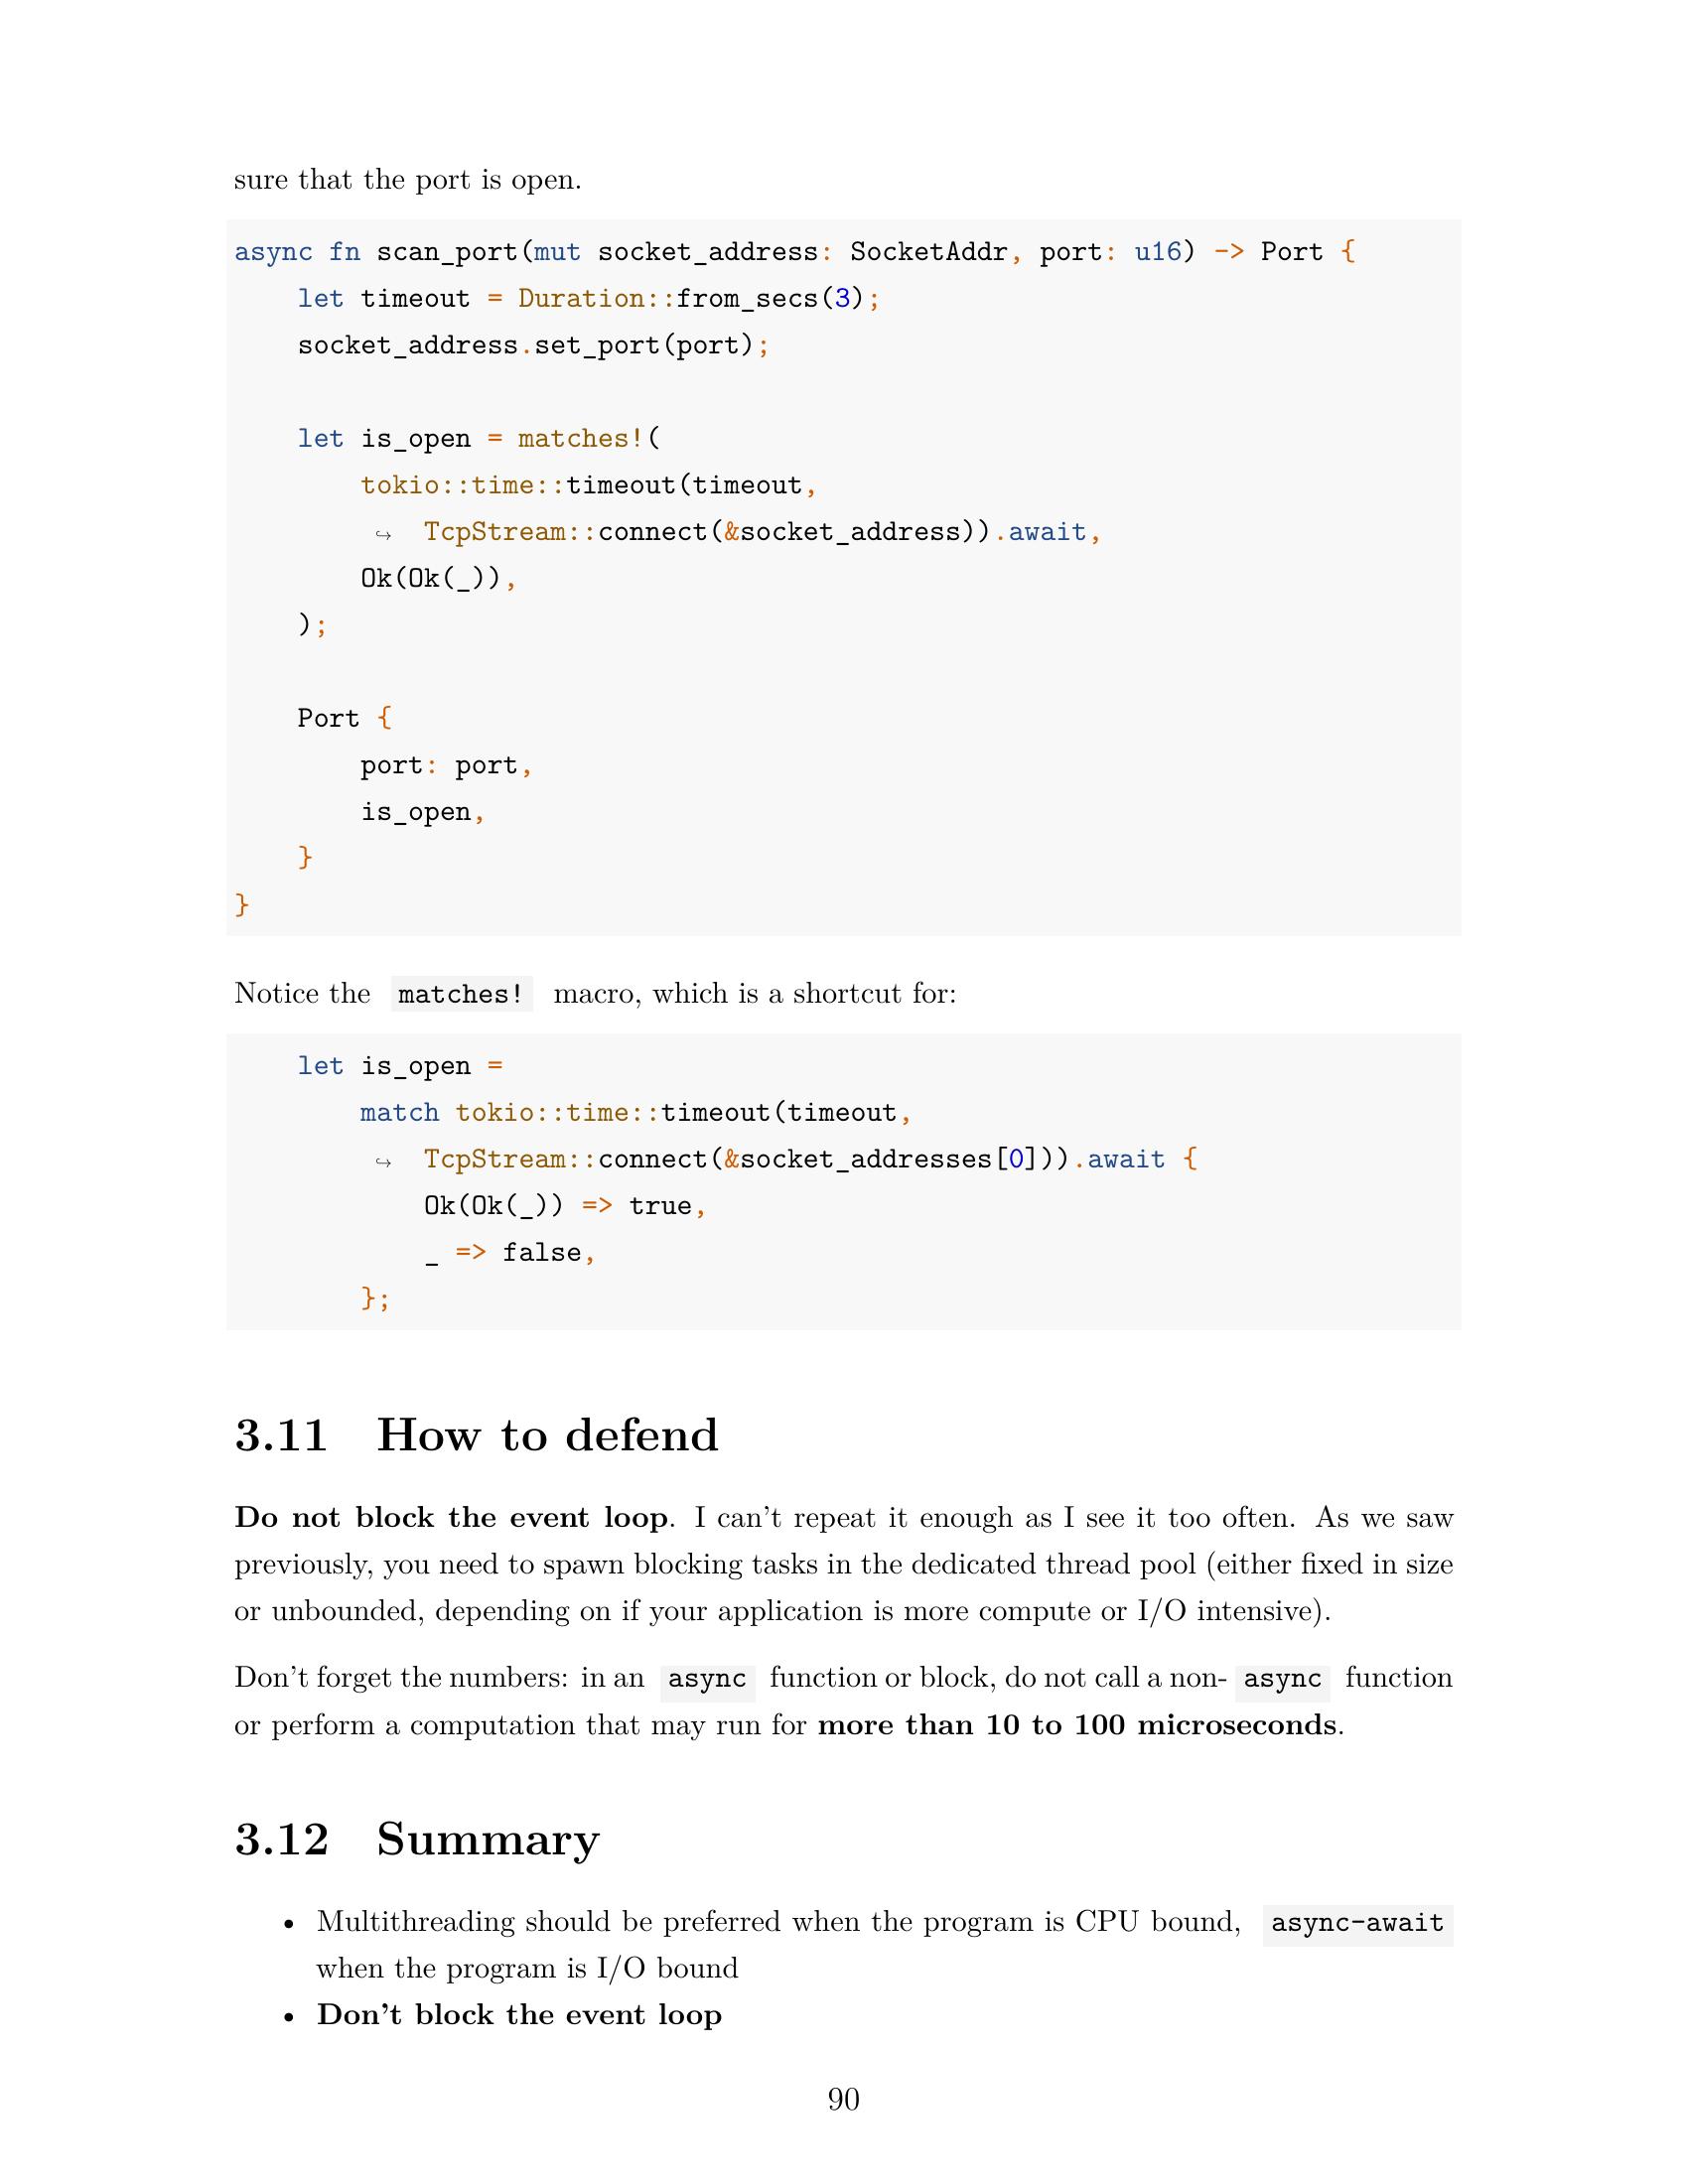 sure that the port is open.
async fn scan_port(mut socket_address: SocketAddr, port: u16) -> Port {
    let timeout = Duration::from_secs(3);
    socket_address.set_port(port);
    let is_open = matches!(
        tokio::time::timeout(timeout,
        ↪  TcpStream::connect(&socket_address)).await,
        Ok(Ok(_)),
    );
    Port {
        port: port,
        is_open,
    }
}
Notice the matches! macro, which is a shortcut for:
    let is_open =
        match tokio::time::timeout(timeout,
        ↪  TcpStream::connect(&socket_addresses[0])).await {
            Ok(Ok(_)) => true,
            _ => false,
        };
3.11 How to defend
Do not block the event loop. I can't repeat it enough as I see it too often. As we saw
previously, you need to spawn blocking tasks in the dedicated thread pool (either fixed in size
or unbounded, depending on if your application is more compute or I/O intensive).
Don't forget the numbers: in an async function or block, do not call a non- async function
or perform a computation that may run for more than 10 to 100 microseconds.
3.12 Summary
• Multithreading should be preferred when the program is CPU bound, async-await
when the program is I/O bound
• Don't block the event loop
90